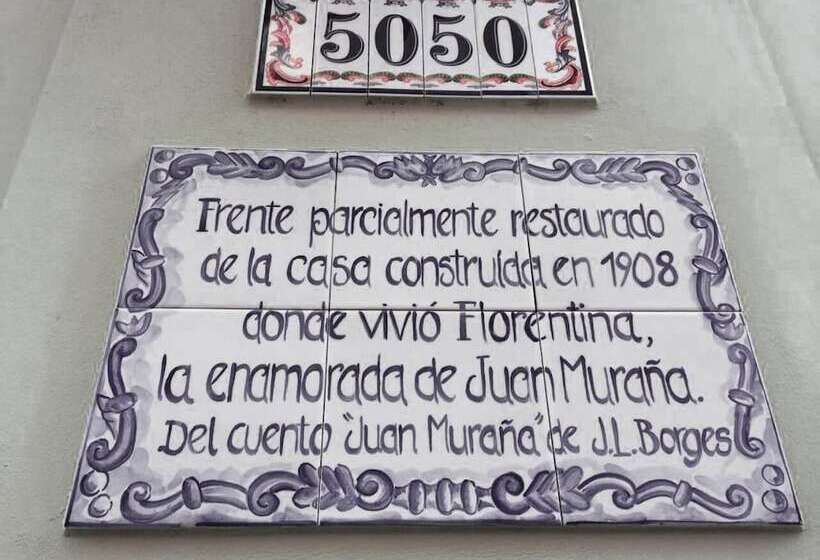 5050
Frente parcialmente restaurado
de la casa construída en 1908
donde vivió Florentina,
la enamorada de Juan Muraña.
Del cuento "Juan Muraña" de J.L.Borges